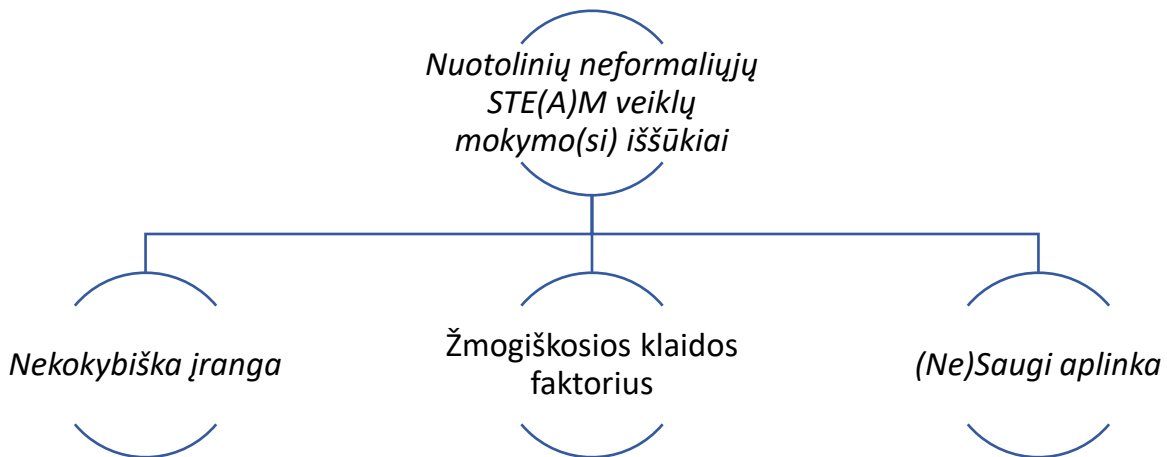 Nuotolinių neformaliųjų
STE(A)M veiklų
mokymo(si) iššūkiai
Nekokybiška įranga
Žmogiškosios klaidos
faktorius
(Ne)Saugi aplinka